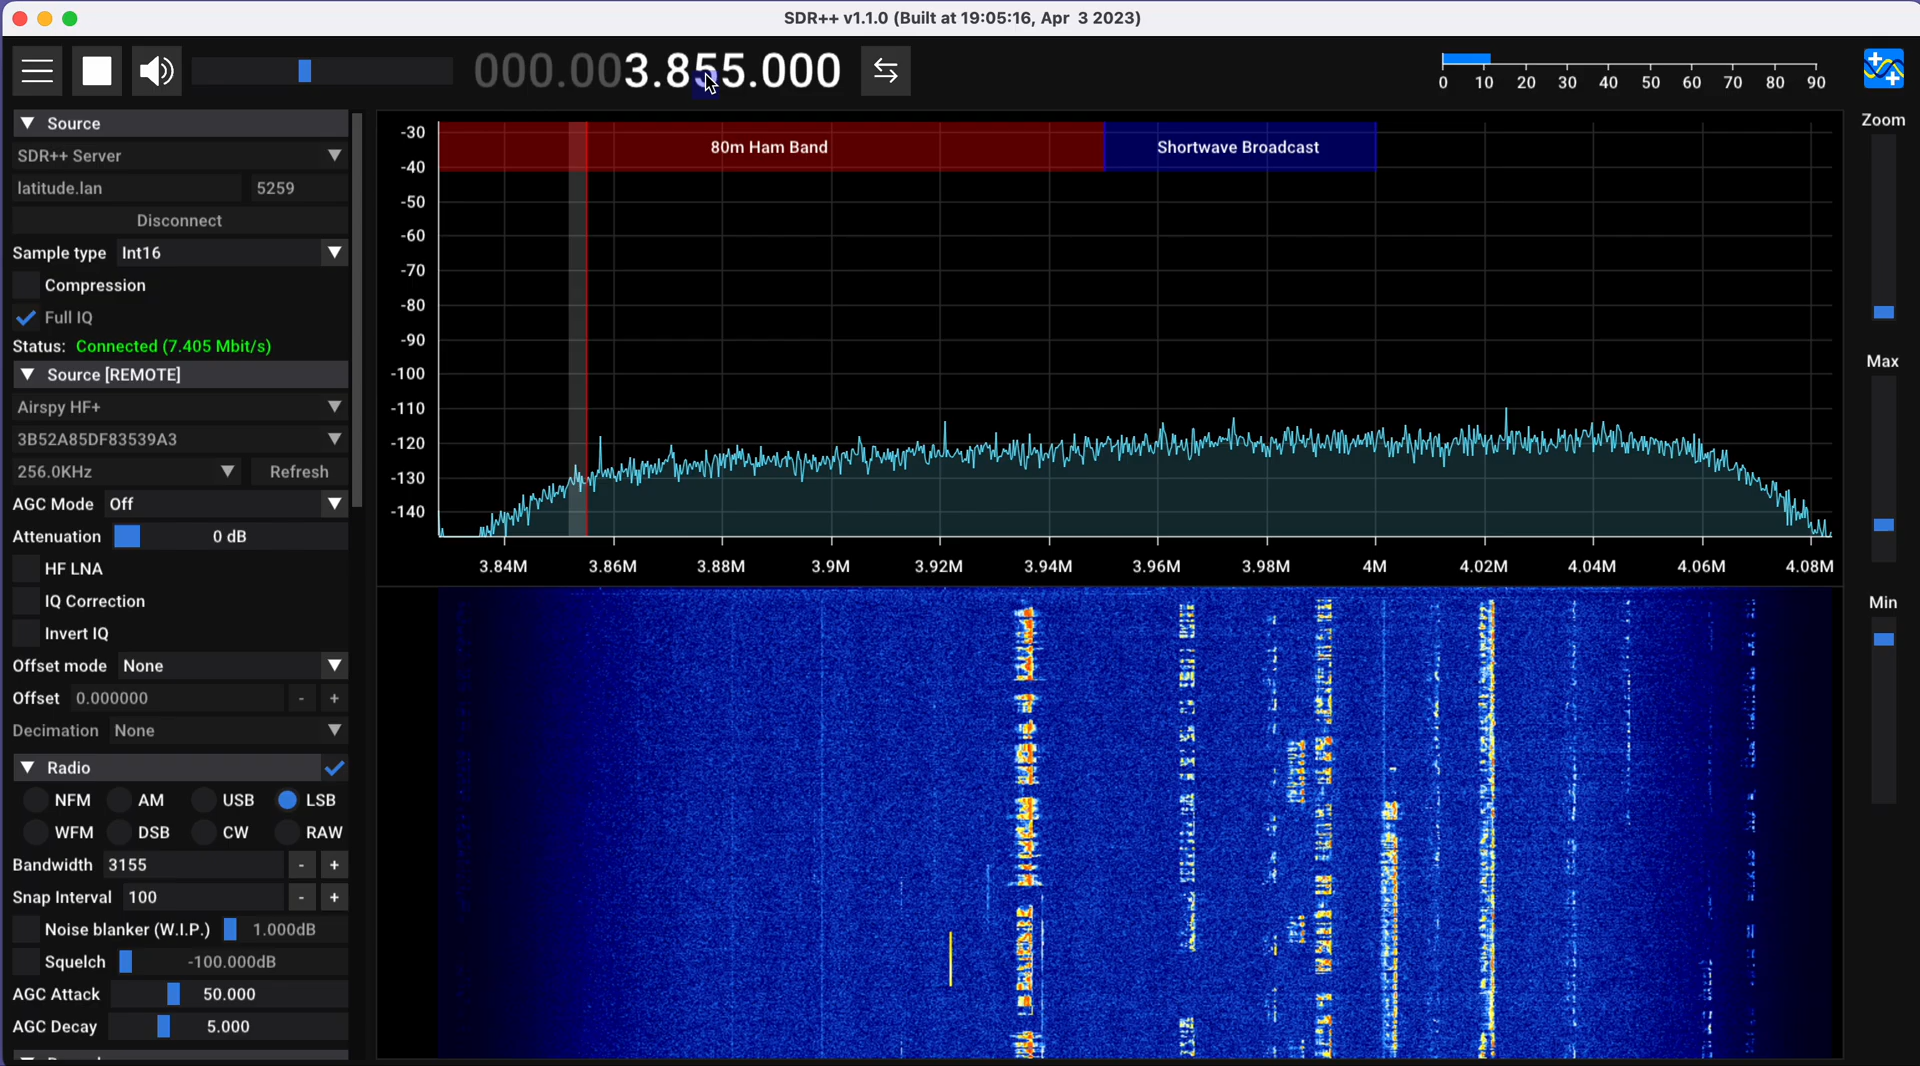 SDR++ v1.1.0 (Built at 19:05:16, Apr 3 2023)
000.003.855.000
0 10 20 30 40 50 60 70 80 90
Source
SDR++ Server
latitude.lan 5259
Disconnect
Sample type Int16
Compression
Full IQ
Status: Connected (7.405 Mbit/s)
Source [REMOTE]
Airspy HF+
3B52A85DF83539A3
256.0KHz Refresh
AGC Mode Off
Attenuation 0 dB
HF LNA
IQ Correction
Invert IQ
Offset mode None
Offset 0.000000 - +
Decimation None
Radio
NFM AM USB LSB
WFM DSB CW RAW
Bandwidth 3155 - +
Snap Interval 100 - +
Noise blanker (W.I.P.) 1.000dB
Squelch -100.000dB
AGC Attack 50.000
AGC Decay 5.000
80m Ham Band Shortwave Broadcast
-30
-40
-50
-60
-70
-80
-90
-100
-110
-120
-130
-140
3.84M 3.86M 3.88M 3.9M 3.92M 3.94M 3.96M 3.98M 4M 4.02M 4.04M 4.06M 4.08M
Zoom
Max
Min